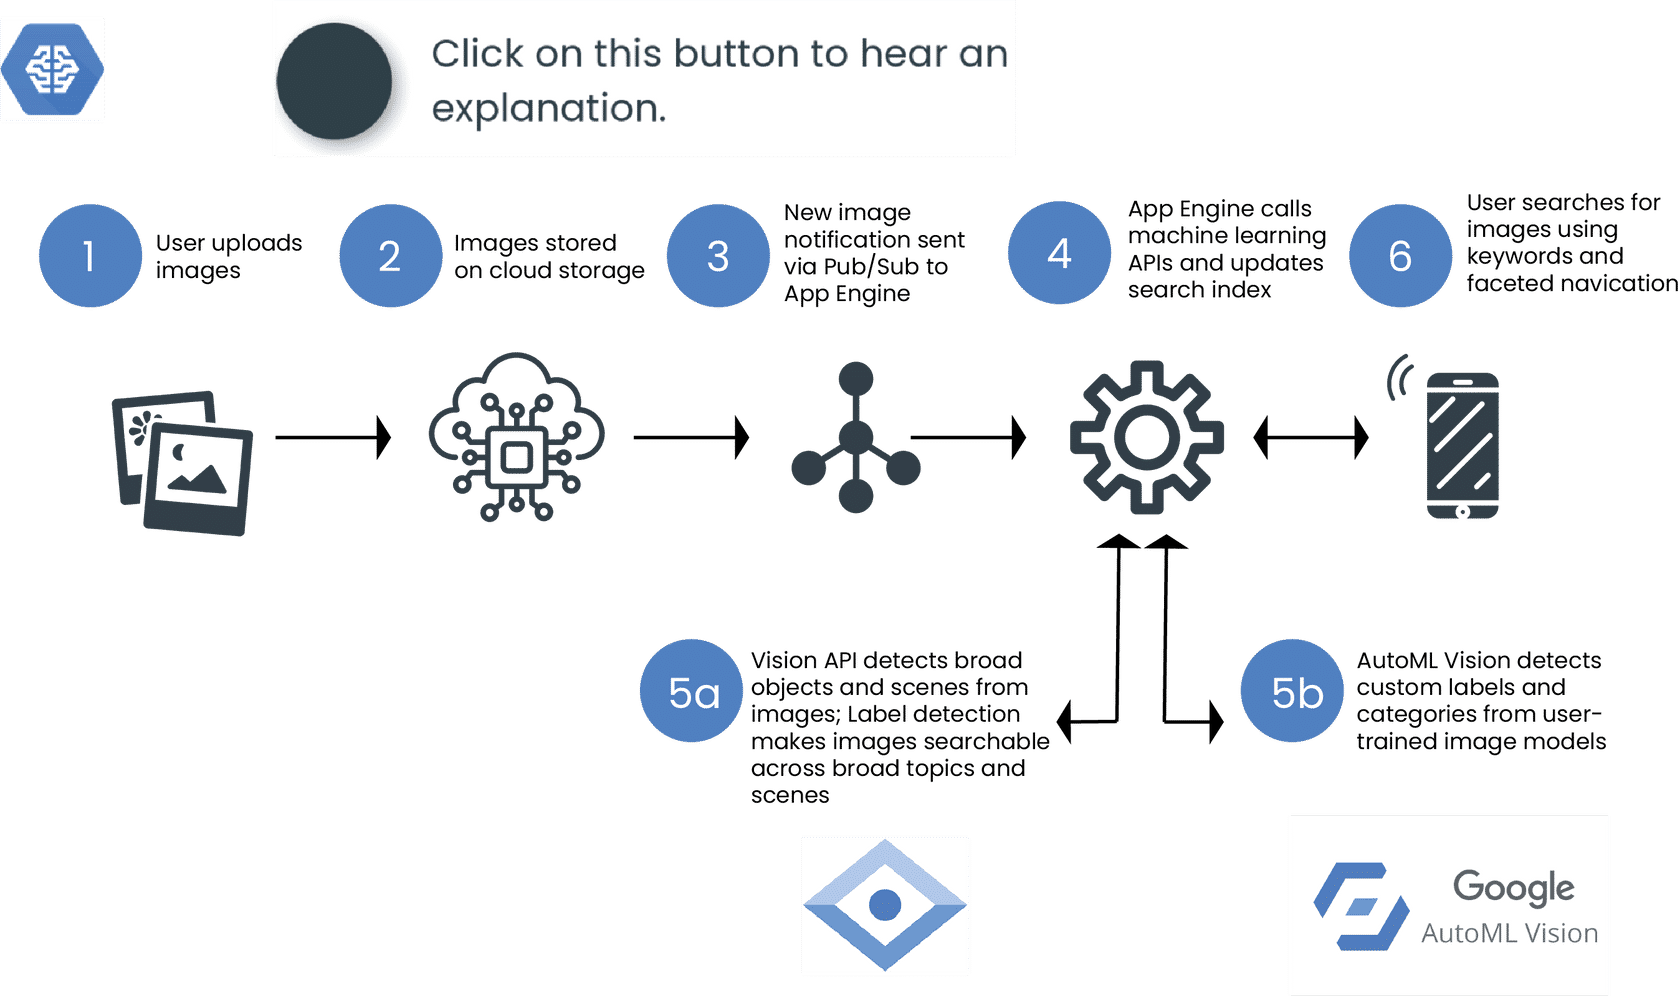 Click on this button to hear an
explanation.
1
User uploads
images
2
Images stored
on cloud storage
3
New image
notification sent
via Pub/Sub to
App Engine
4
App Engine calls
machine learning
APIs and updates
search index
6
User searches for
images using
keywords and
faceted navication
5a
Vision API detects broad
objects and scenes from
images; Label detection
makes images searchable
across broad topics and
scenes
5b
AutoML Vision detects
custom labels and
categories from user-
trained image models
Google
AutoML Vision